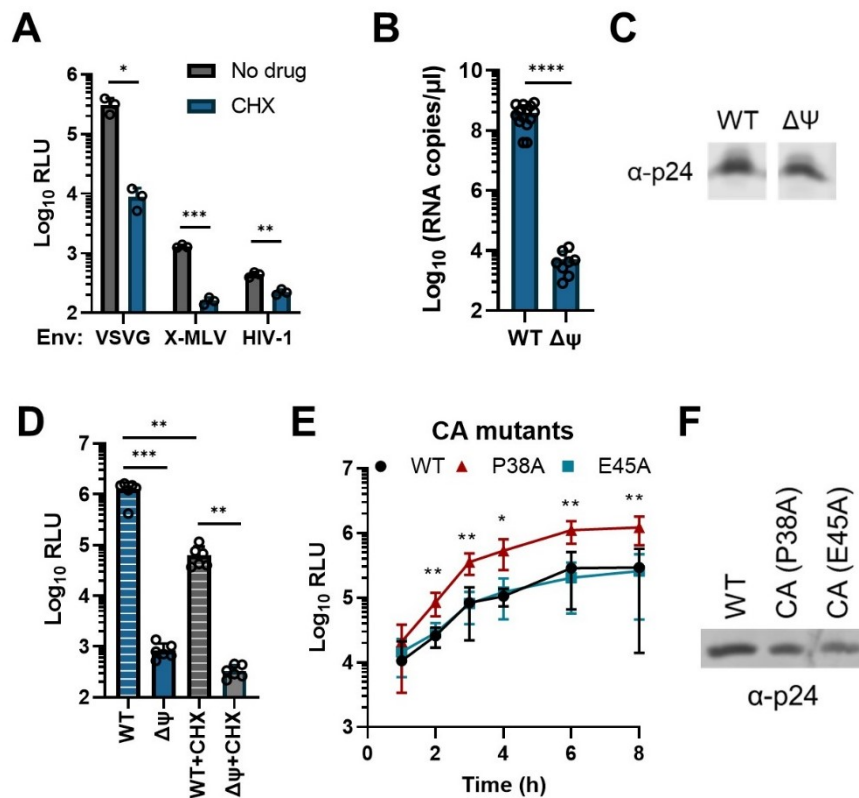 A
No drug
CHX
*
***
**
Log₁₀ RLU
6
5
4
3
2
Env: VSVG X-MLV HIV-1
B
****
Log₁₀ (RNA copies/µl)
10
8
6
4
2
WT Δψ
C
WT ΔΨ
α-p24
D
**
***
**
Log₁₀ RLU
7
6
5
4
3
2
WT
Δψ
WT+CHX
Δψ+CHX
E
CA mutants
WT P38A E45A
** ** * ** **
Log₁₀ RLU
7
6
5
4
3
0 2 4 6 8
Time (h)
F
WT
CA (P38A)
CA (E45A)
α-p24